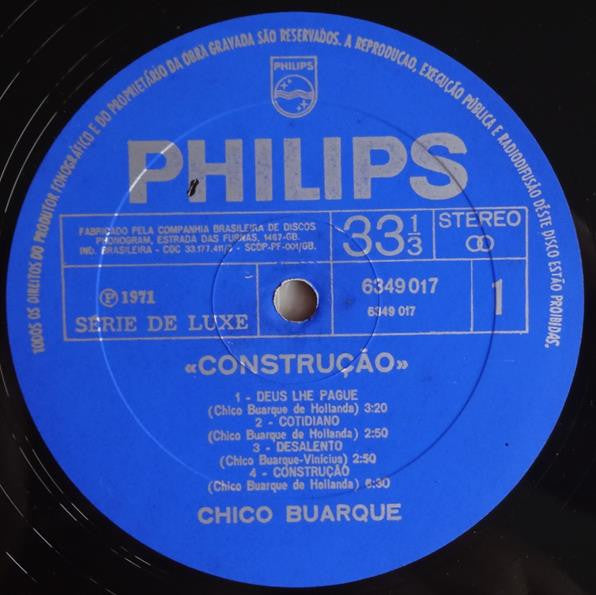 TODOS OS DIREITOS DO PRODUTOR FONOGRÁFICO E DO PROPRIETÁRIO DA OBRA GRAVADA SÃO RESERVADOS. A REPRODUÇÃO, EXECUÇÃO PÚBLICA E RADIODIFUSÃO DÊSTE DISCO ESTÃO PROIBIDAS.
PHILIPS
PHILIPS
FABRICADO PELA COMPANHIA BRASILEIRA DE DISCOS
PHONOGRAM, ESTRADA DAS FURNAS, 1467-GB.
IND. BRASILEIRA - CGC 33.177.411/3 - SCDP-PF-001/GB.
33 1/3
STEREO
℗ 1971
SÉRIE DE LUXE
6349 017
6349 017
1
«CONSTRUÇÃO»
1 - DEUS LHE PAGUE
(Chico Buarque de Hollanda) 3:20
2 - COTIDIANO
(Chico Buarque de Hollanda) 2:50
3 - DESALENTO
(Chico Buarque-Vinicius) 2:50
4 - CONSTRUÇÃO
(Chico Buarque de Hollanda) 6:30
CHICO BUARQUE